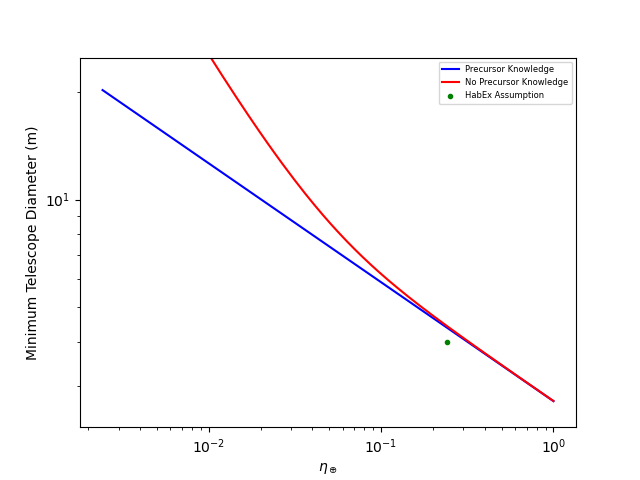 Precursor Knowledge
No Precursor Knowledge
HabEx Assumption
Minimum Telescope Diameter (m)
10¹
10⁻²
10⁻¹
10⁰
η⊕